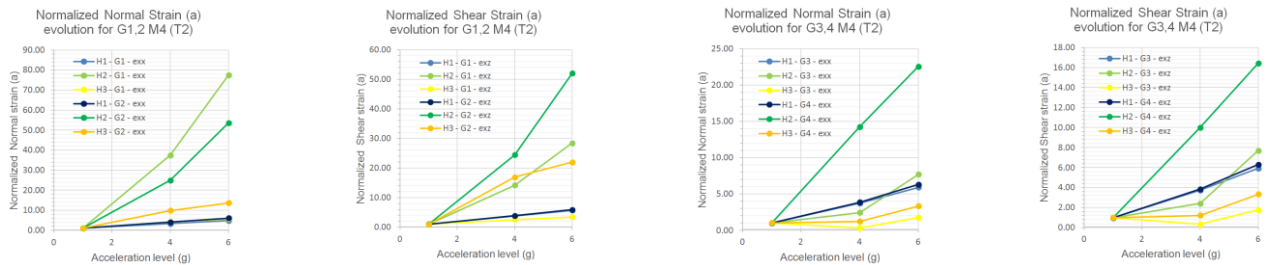 Normalized Normal Strain (a)
evolution for G1,2 M4 (T2)
90.00
80.00
70.00
60.00
50.00
40.00
30.00
20.00
10.00
0.00
Normalized Normal strain (a)
H1 - G1 - exx
H2 - G1 - exx
H3 - G1 - exx
H1 - G2 - exx
H2 - G2 - exx
H3 - G2 - exx
0 2 4 6
Acceleration level (g)
Normalized Shear Strain (a)
evolution for G1,2 M4 (T2)
60.00
50.00
40.00
30.00
20.00
10.00
0.00
Normalized Shear strain (a)
H1 - G1 - exz
H2 - G1 - exz
H3 - G1 - exz
H1 - G2 - exz
H2 - G2 - exz
H3 - G2 - exz
0 2 4 6
Acceleration level (g)
Normalized Normal Strain (a)
evolution for G3,4 M4 (T2)
25.00
20.00
15.00
10.00
5.00
0.00
Normalized Normal strain (a)
H1 - G3 - exx
H2 - G3 - exx
H3 - G3 - exx
H1 - G4 - exx
H2 - G4 - exx
H3 - G4 - exx
0 2 4 6
Acceleration level (g)
Normalized Shear Strain (a)
evolution for G3,4 M4 (T2)
18.00
16.00
14.00
12.00
10.00
8.00
6.00
4.00
2.00
0.00
Normalized Shear strain (a)
H1 - G3 - exz
H2 - G3 - exz
H3 - G3 - exz
H1 - G4 - exz
H2 - G4 - exz
H3 - G4 - exz
0 2 4 6
Acceleration level (g)